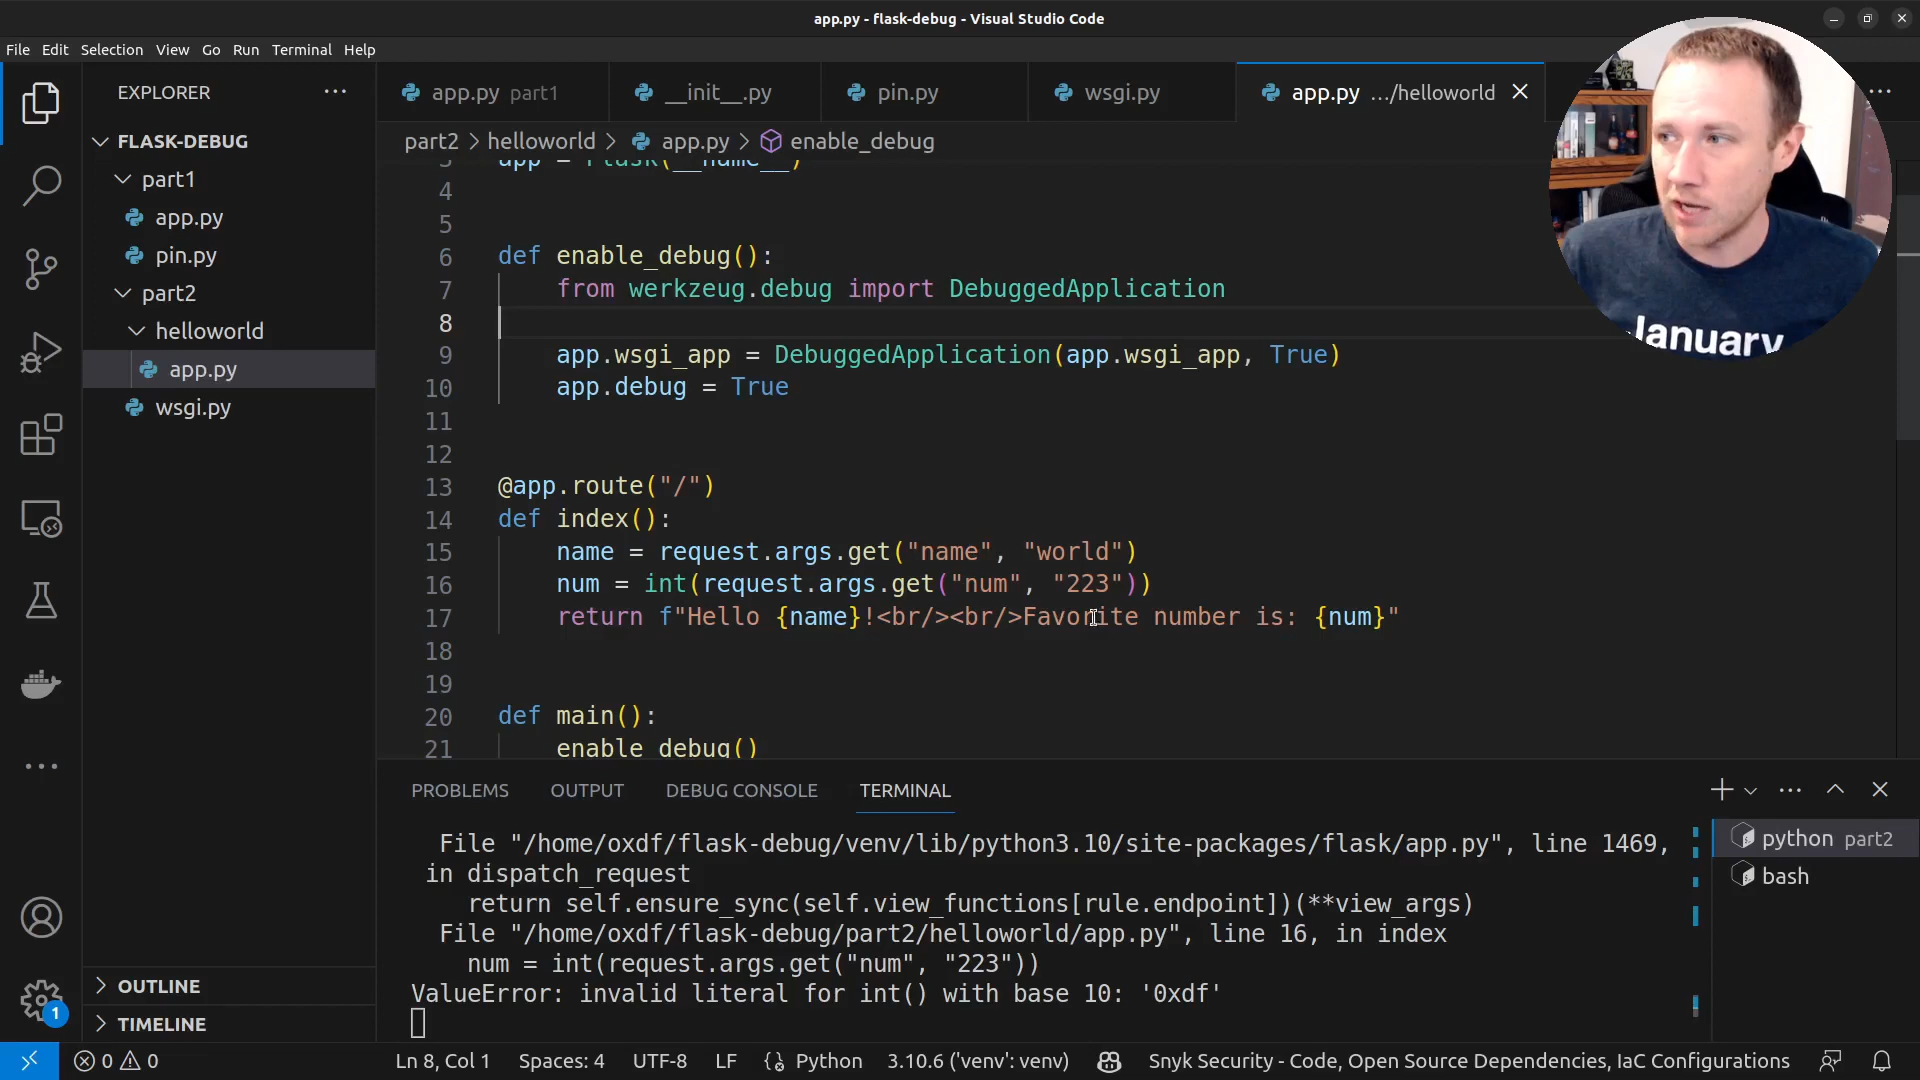 app.py - flask-debug - Visual Studio Code
File Edit Selection View Go Run Terminal Help
EXPLORER
app.py part1
__init__.py
pin.py
wsgi.py
app.py .../helloworld
FLASK-DEBUG
part1
app.py
pin.py
part2
helloworld
app.py
wsgi.py
OUTLINE
TIMELINE
part2 > helloworld > app.py > enable_debug
3 app = Flask(__name__)
4
5
6 def enable_debug():
7 from werkzeug.debug import DebuggedApplication
8
9 app.wsgi_app = DebuggedApplication(app.wsgi_app, True)
10 app.debug = True
11
12
13 @app.route("/")
14 def index():
15 name = request.args.get("name", "world")
16 num = int(request.args.get("num", "223"))
17 return f"Hello {name}!<br/><br/>Favorite number is: {num}"
18
19
20 def main():
21 enable_debug()
January
PROBLEMS OUTPUT DEBUG CONSOLE TERMINAL
File "/home/oxdf/flask-debug/venv/lib/python3.10/site-packages/flask/app.py", line 1469,
in dispatch_request
return self.ensure_sync(self.view_functions[rule.endpoint])(**view_args)
File "/home/oxdf/flask-debug/part2/helloworld/app.py", line 16, in index
num = int(request.args.get("num", "223"))
ValueError: invalid literal for int() with base 10: '0xdf'
python part2
bash
1
0 0 Ln 8, Col 1 Spaces: 4 UTF-8 LF Python 3.10.6 ('venv': venv) Snyk Security - Code, Open Source Dependencies, IaC Configurations